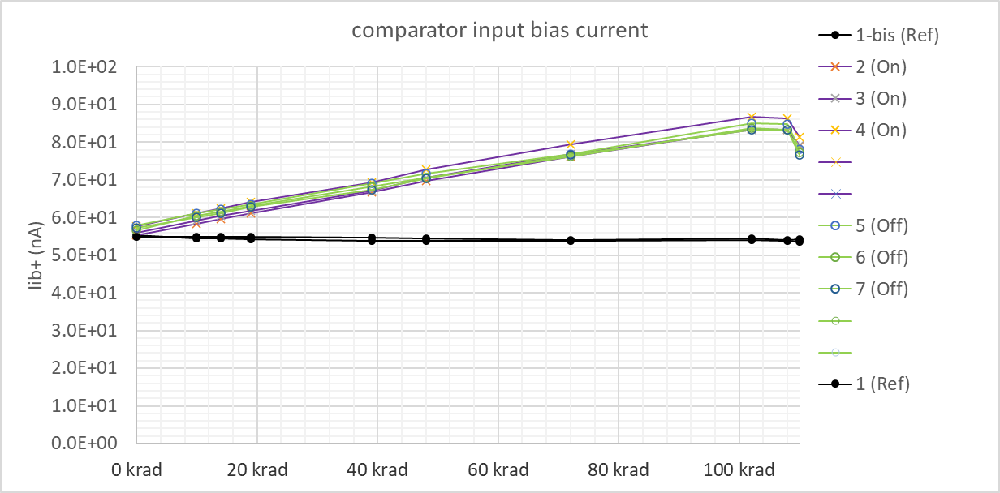 comparator input bias current
1.0E+02
9.0E+01
8.0E+01
7.0E+01
6.0E+01
5.0E+01
4.0E+01
3.0E+01
2.0E+01
1.0E+01
0.0E+00
Iib+ (nA)
0 krad 20 krad 40 krad 60 krad 80 krad 100 krad
1-bis (Ref)
2 (On)
3 (On)
4 (On)
5 (Off)
6 (Off)
7 (Off)
1 (Ref)